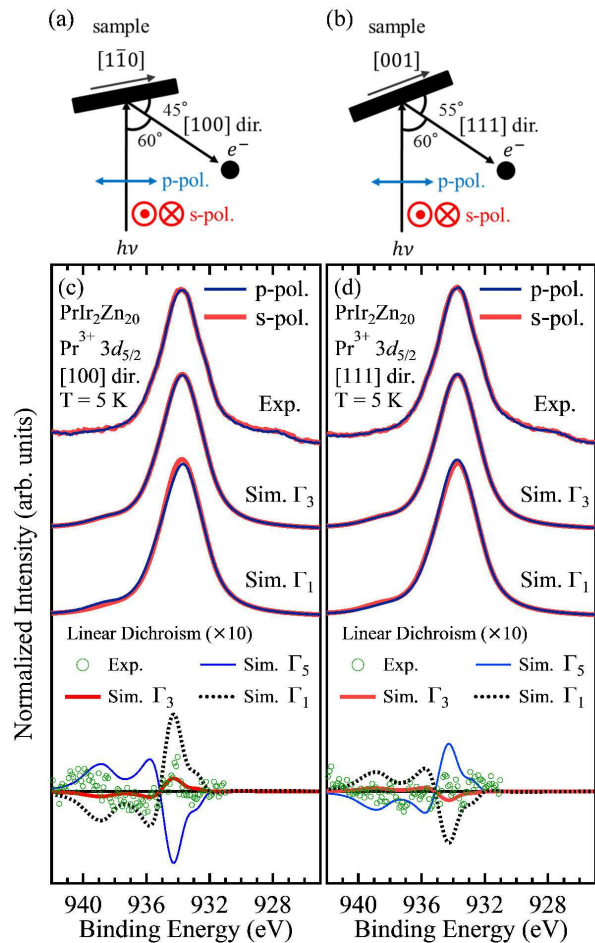 (a)
sample
[11̄0]
45°
60°
[100] dir.
e⁻
p-pol.
s-pol.
hν
(b)
sample
[001]
55°
60°
[111] dir.
e⁻
p-pol.
s-pol.
hν
Normalized Intensity (arb. units)
(c)
p-pol.
s-pol.
PrIr₂Zn₂₀
Pr³⁺ 3d₅/₂
[100] dir.
T = 5 K
Exp.
Sim. Γ₃
Sim. Γ₁
Linear Dichroism (×10)
Exp.
Sim. Γ₅
Sim. Γ₃
Sim. Γ₁
940 936 932 928
Binding Energy (eV)
(d)
p-pol.
s-pol.
PrIr₂Zn₂₀
Pr³⁺ 3d₅/₂
[111] dir.
T = 5 K
Exp.
Sim. Γ₃
Sim. Γ₁
Linear Dichroism (×10)
Exp.
Sim. Γ₅
Sim. Γ₃
Sim. Γ₁
940 936 932 928
Binding Energy (eV)